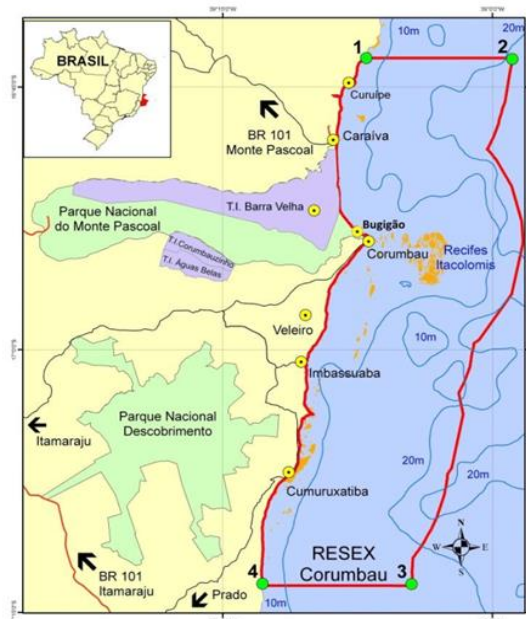 BRASIL
10m
20m
1
2
Curuípe
BR 101
Monte Pascoal
Caraíva
T.I. Barra Velha
Parque Nacional
do Monte Pascoal
Bugigão
T.I.Corumbauzinho
T.I. Águas Belas
Corumbau
Recifes
Itacolomis
Veleiro
10m
Imbassuaba
Parque Nacional
Descobrimento
Itamaraju
20m
20m
Cumuruxatiba
N
W
E
S
RESEX
Corumbau
BR 101
Itamaraju
Prado
4
3
10m